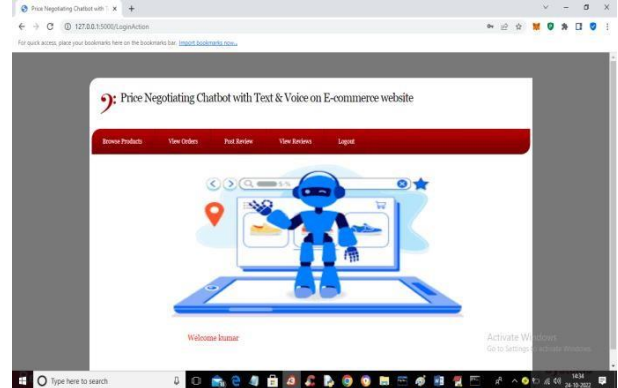 Price Negotiating Chatbot with T
127.0.0.1:5000/LoginAction
For quick access, place your bookmarks here on the bookmarks bar. Import bookmarks now...
Price Negotiating Chatbot with Text & Voice on E-commerce website
Browse Products View Orders Post Review View Reviews Logout
Welcome kumar
Activate Windows
Go to Settings to activate Windows.
Type here to search
14:34
24-10-2022